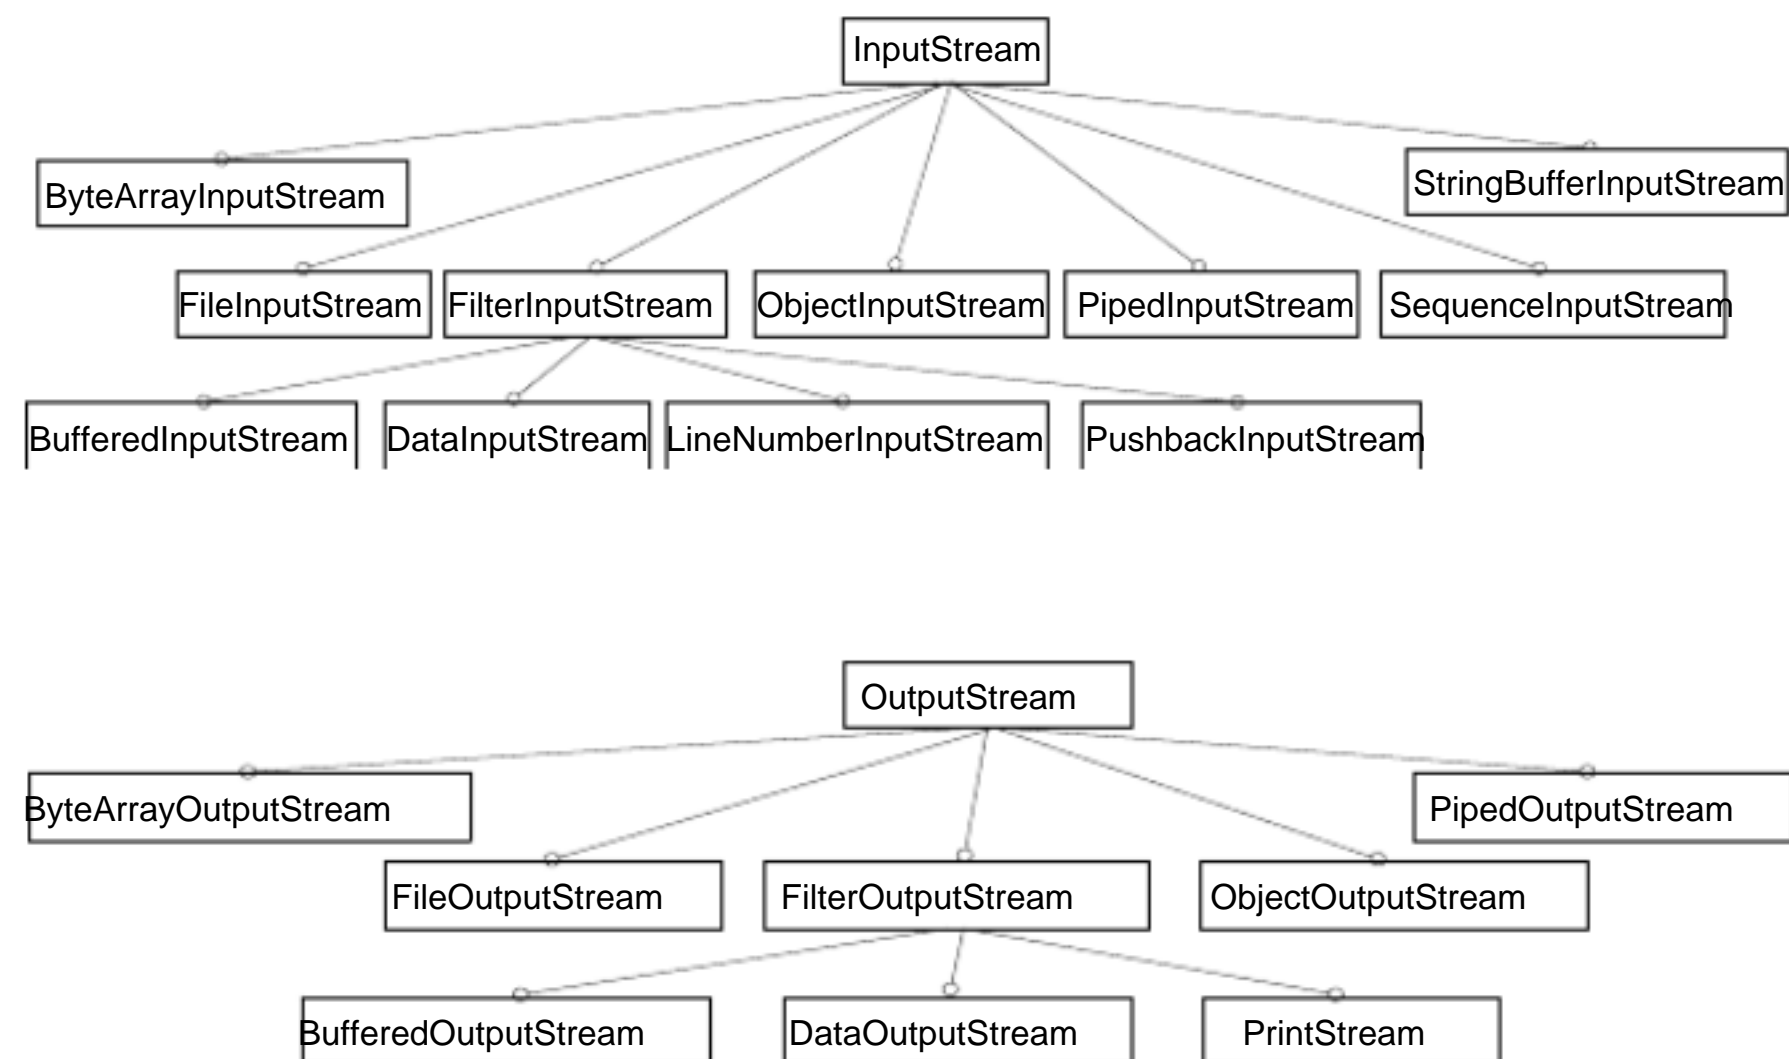 InputStream
ByteArrayInputStream
StringBufferInputStream
FileInputStream
FilterInputStream
ObjectInputStream
PipedInputStream
SequenceInputStream
BufferedInputStream
DataInputStream
LineNumberInputStream
PushbackInputStream
OutputStream
ByteArrayOutputStream
PipedOutputStream
FileOutputStream
FilterOutputStream
ObjectOutputStream
BufferedOutputStream
DataOutputStream
PrintStream